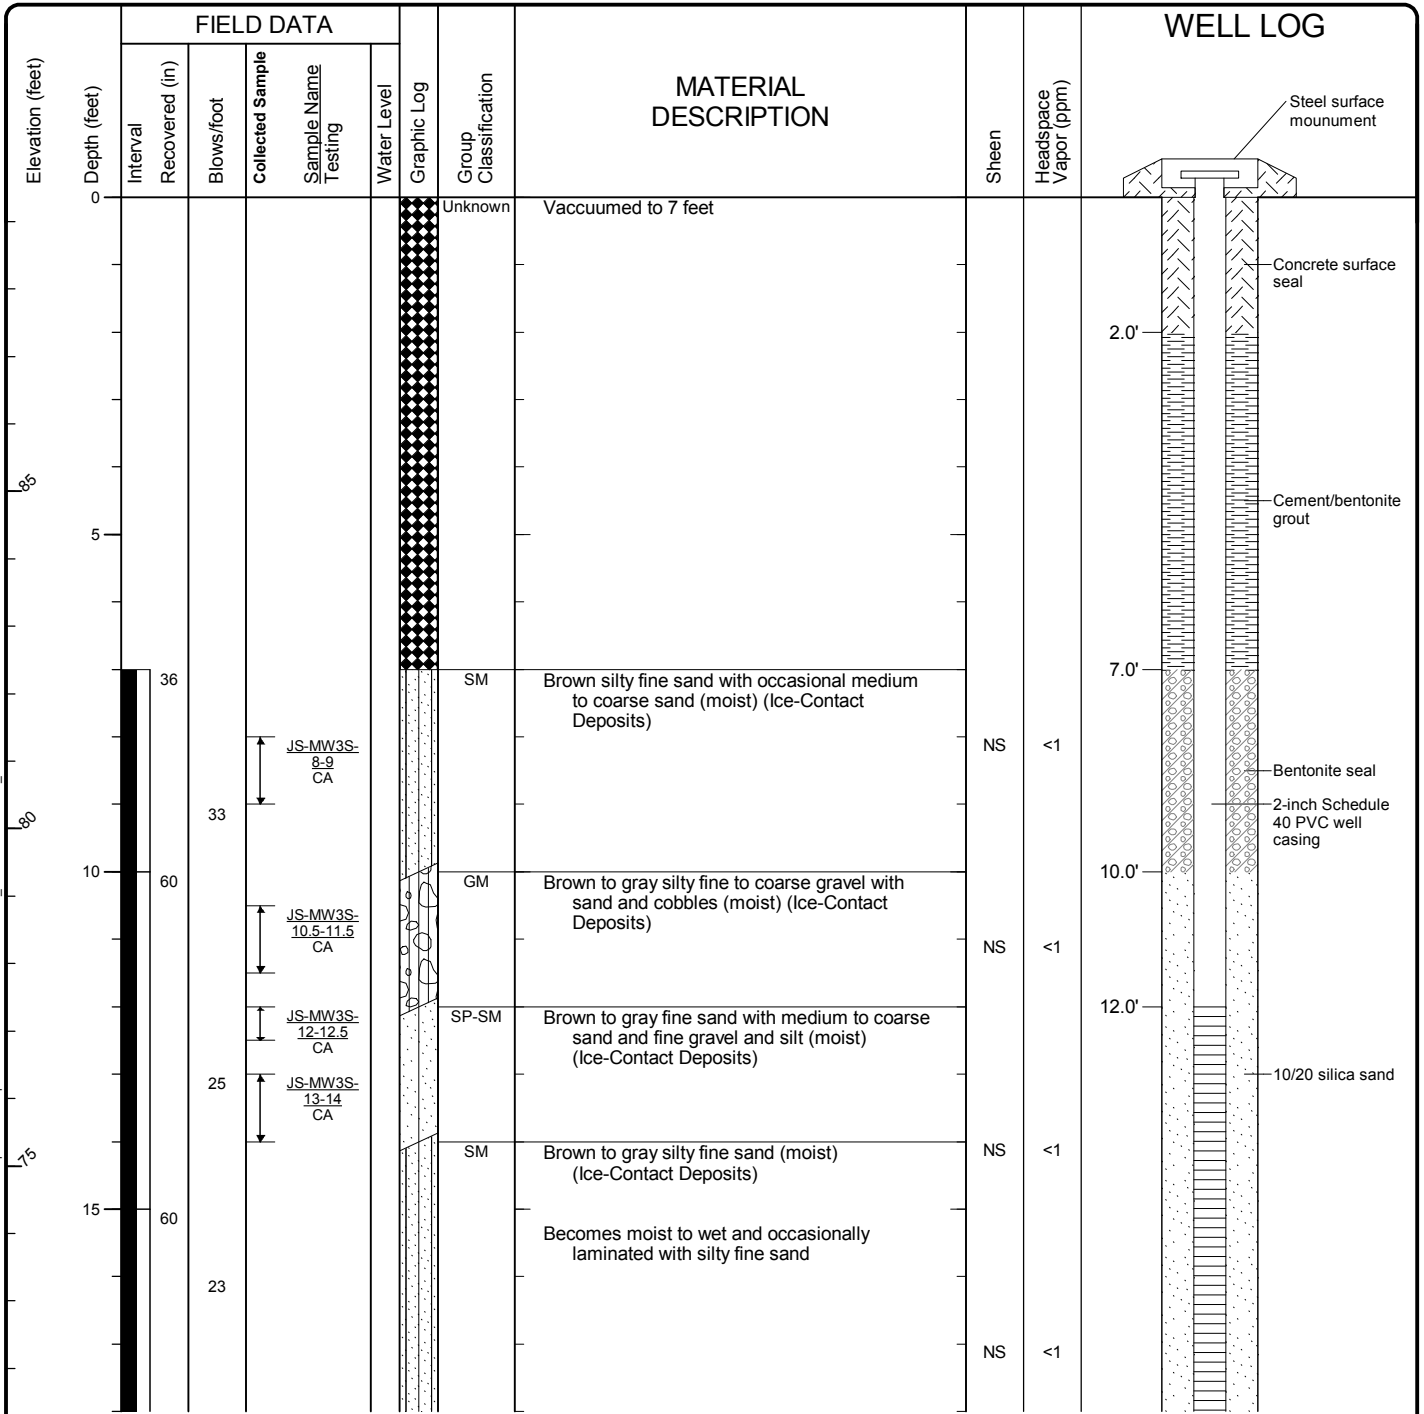 FIELD DATA
WELL LOG
Elevation (feet)
Depth (feet)
Interval
Recovered (in)
Blows/foot
Collected Sample
Sample Name
Testing
Water Level
Graphic Log
Group
Classification
MATERIAL
DESCRIPTION
Sheen
Headspace
Vapor (ppm)
Steel surface
mounument
0
Unknown
Vaccuumed to 7 feet
Concrete surface
seal
2.0'
85
Cement/bentonite
grout
5
7.0'
36
SM
Brown silty fine sand with occasional medium
to coarse sand (moist) (Ice-Contact
Deposits)
JS-MW3S-
8-9
CA
NS
<1
Bentonite seal
2-inch Schedule
40 PVC well
casing
33
80
10
60
GM
Brown to gray silty fine to coarse gravel with
sand and cobbles (moist) (Ice-Contact
Deposits)
10.0'
JS-MW3S-
10.5-11.5
CA
NS
<1
12.0'
JS-MW3S-
12-12.5
CA
SP-SM
Brown to gray fine sand with medium to coarse
sand and fine gravel and silt (moist)
(Ice-Contact Deposits)
25
JS-MW3S-
13-14
CA
10/20 silica sand
75
SM
Brown to gray silty fine sand (moist)
(Ice-Contact Deposits)
NS
<1
15
60
Becomes moist to wet and occasionally
laminated with silty fine sand
23
NS
<1